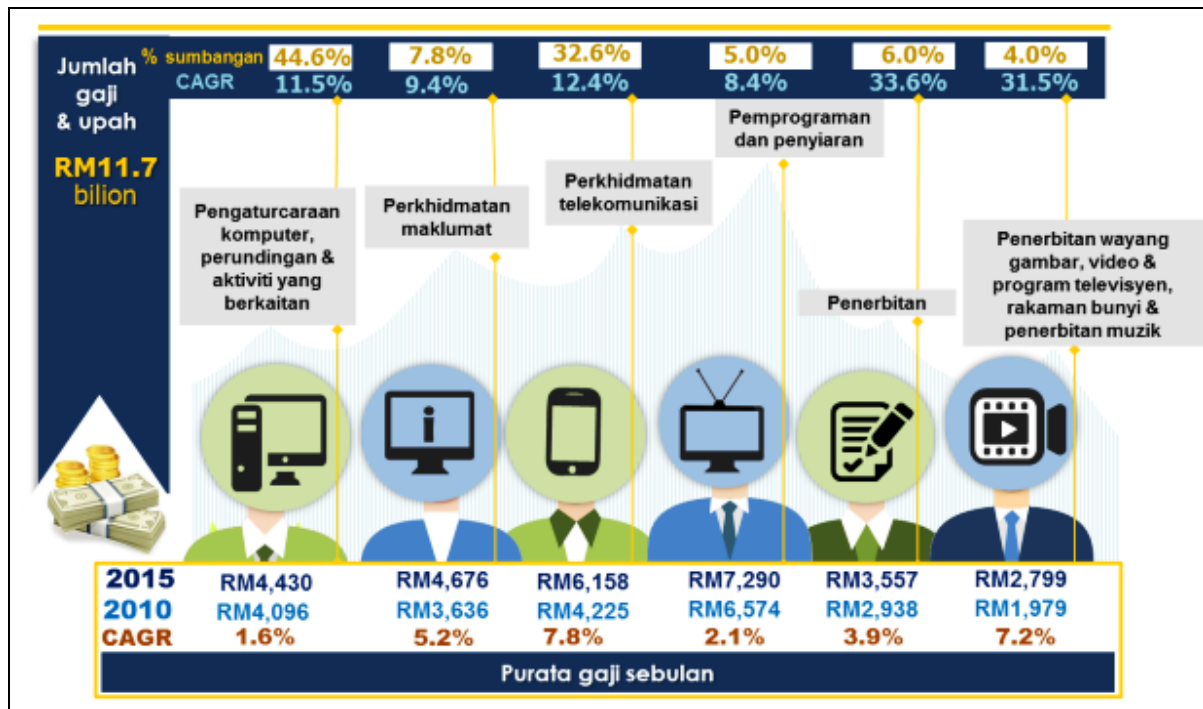 Jumlah
gaji
& upah
RM11.7
bilion
% sumbangan 44.6% 7.8% 32.6% 5.0% 6.0% 4.0%
CAGR 11.5% 9.4% 12.4% 8.4% 33.6% 31.5%
Pengaturcaraan
komputer,
perundingan &
aktiviti yang
berkaitan
Perkhidmatan
maklumat
Perkhidmatan
telekomunikasi
Pemprograman
dan penyiaran
Penerbitan
Penerbitan wayang
gambar, video &
program televisyen,
rakaman bunyi &
penerbitan muzik
i
2015 RM4,430 RM4,676 RM6,158 RM7,290 RM3,557 RM2,799
2010 RM4,096 RM3,636 RM4,225 RM6,574 RM2,938 RM1,979
CAGR 1.6% 5.2% 7.8% 2.1% 3.9% 7.2%
Purata gaji sebulan